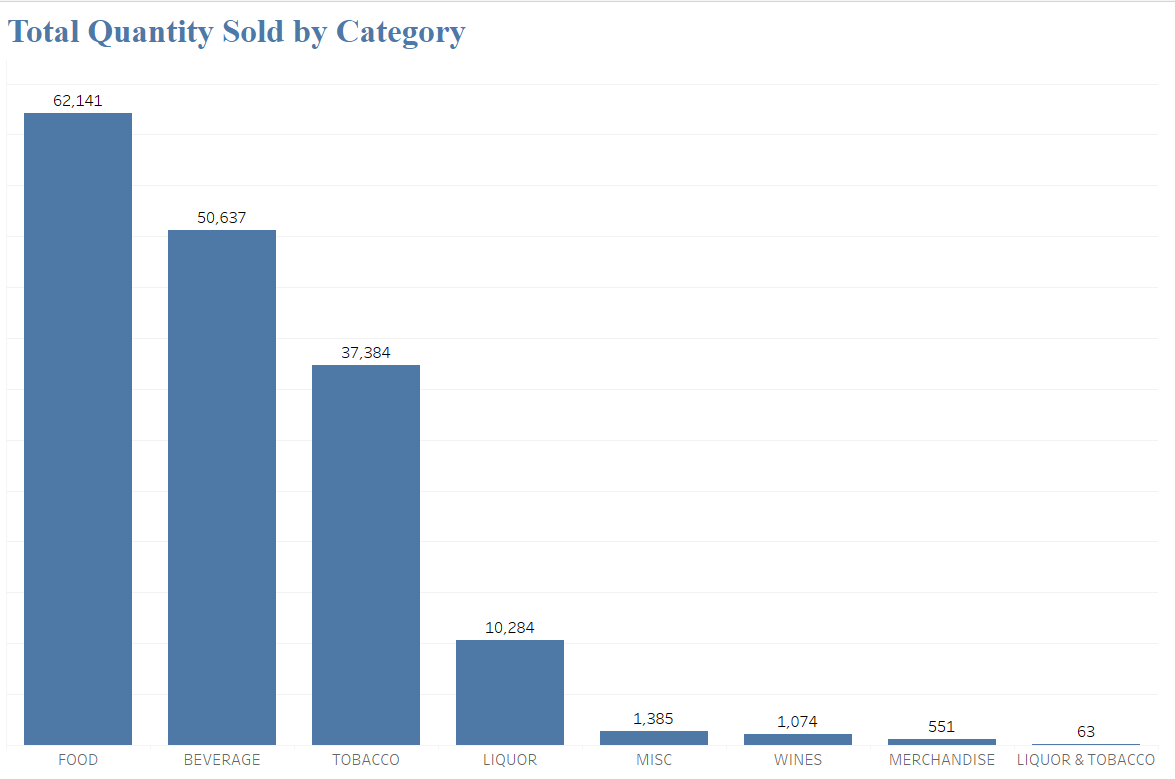 Total Quantity Sold by Category
62,141
50,637
37,384
10,284
1,385
1,074
551
63
FOOD
BEVERAGE
TOBACCO
LIQUOR
MISC
WINES
MERCHANDISE
LIQUOR & TOBACCO